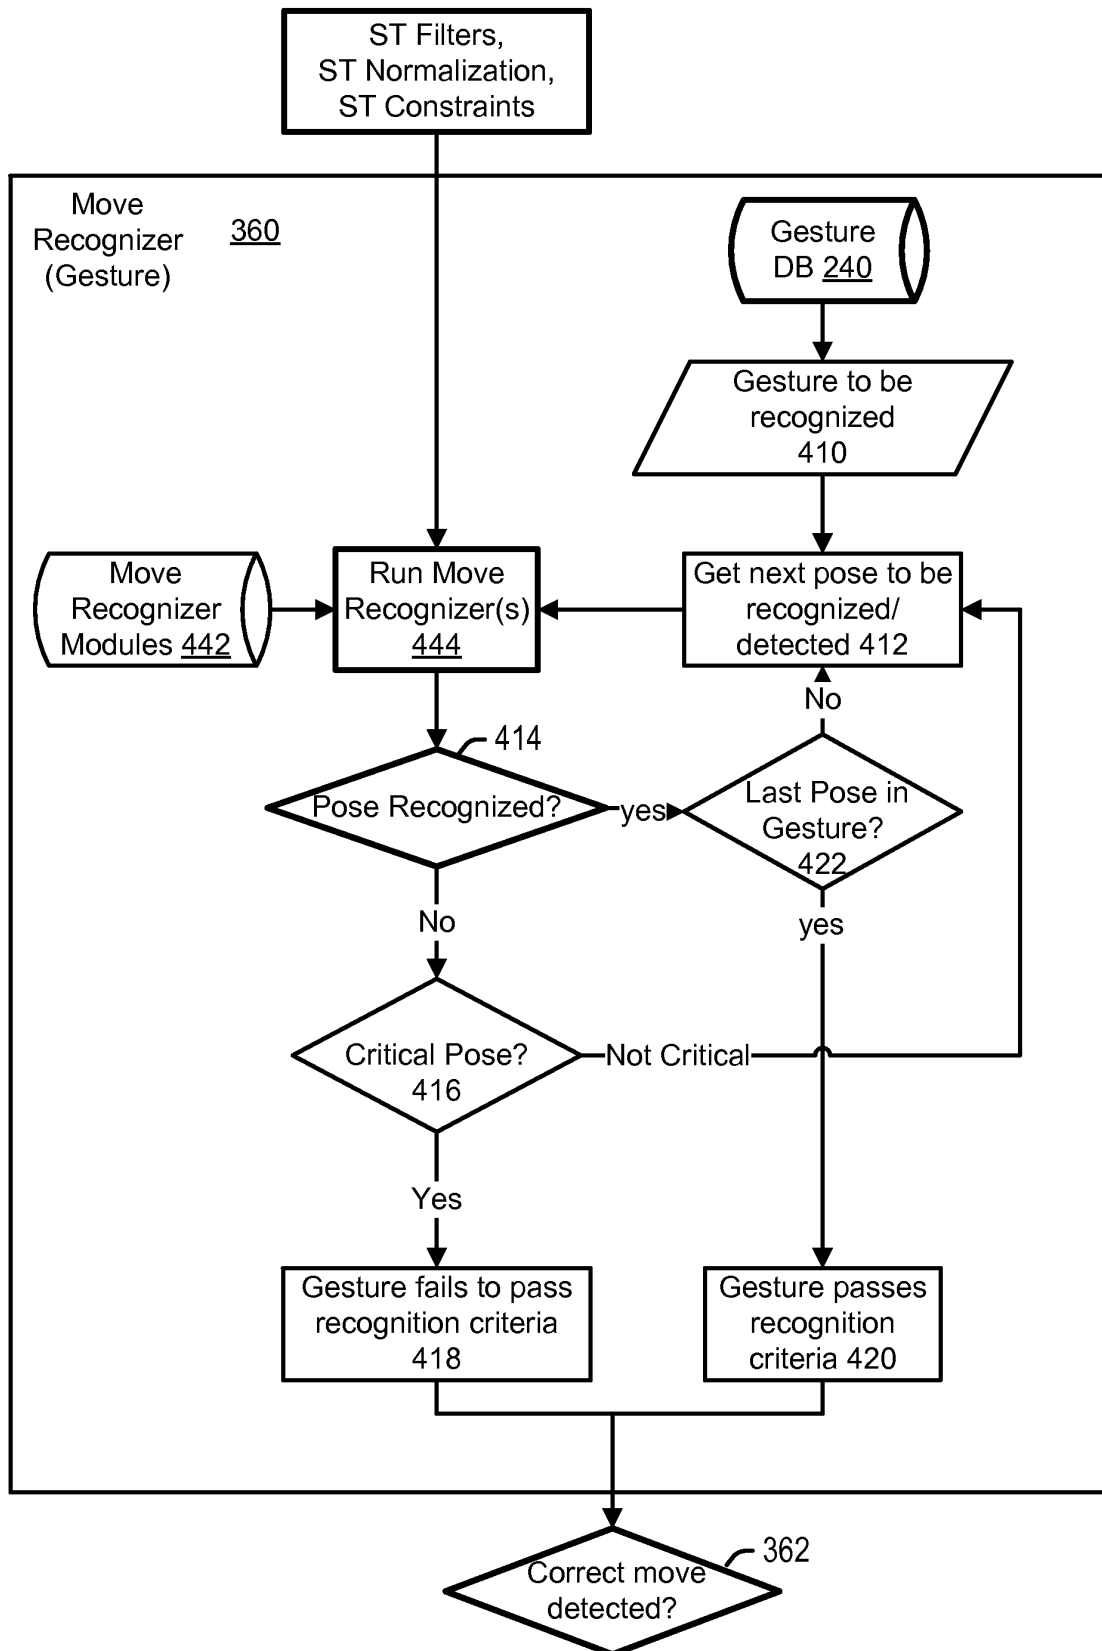 ST Filters,
ST Normalization,
ST Constraints
Move
Recognizer
(Gesture)
360
Gesture
DB 240
Gesture to be
recognized
410
Move
Recognizer
Modules 442
Run Move
Recognizer(s)
444
Get next pose to be
recognized/
detected 412
No
414
Pose Recognized?
yes
Last Pose in
Gesture?
422
No
yes
Critical Pose?
416
Not Critical
Yes
Gesture fails to pass
recognition criteria
418
Gesture passes
recognition
criteria 420
362
Correct move
detected?